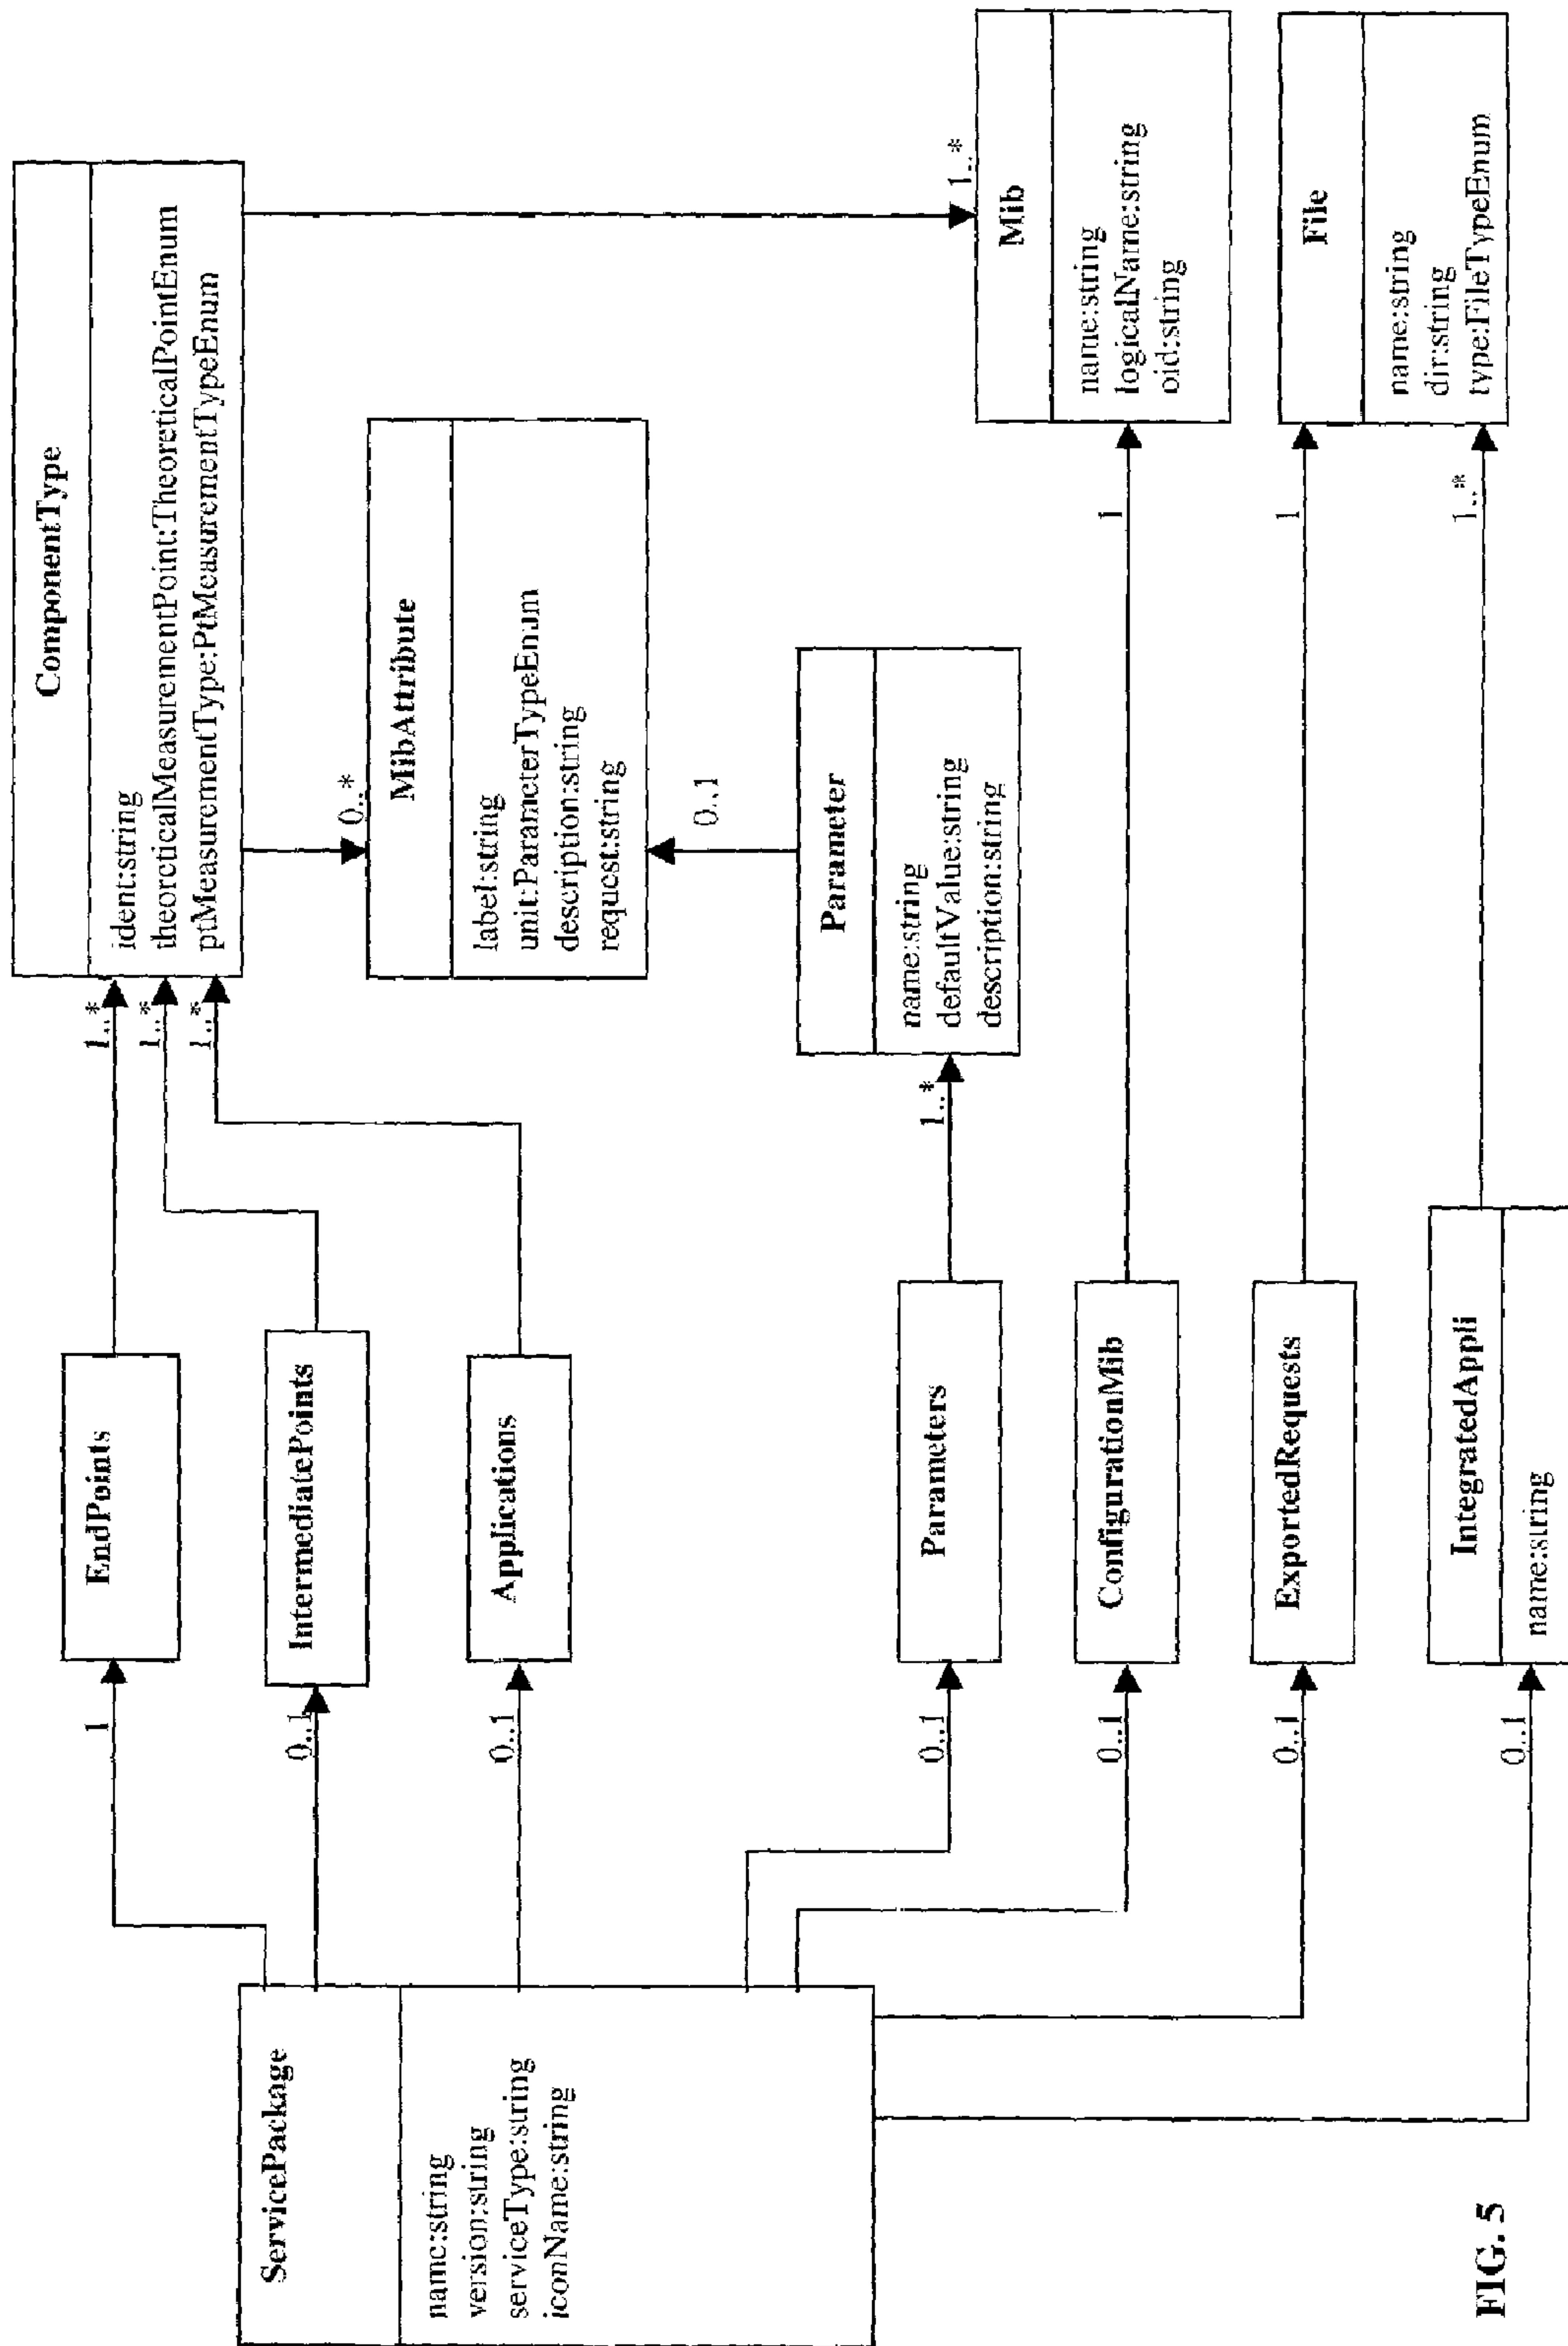 ServicePackage
name:string
version:string
serviceType:string
iconName:string
1
0..1
0..1
0..1
0..1
0..1
0..1
EndPoints
IntermediatePoints
Applications
Parameters
ConfigurationMib
ExportedRequests
IntegratedAppli
name:string
1..*
1..*
1..*
1..*
1
1
1..*
ComponentType
ident:string
theoreticalMeasurementPoint:TheoreticalPointEnum
ptMeasurementType:PtMeasurementTypeEnum
0..*
MibAttribute
label:string
unit:ParameterTypeEnum
description:string
request:string
0..1
Parameter
name:string
defaultValue:string
description:string
1..*
Mib
name:string
logicalName:string
oid:string
File
name:string
dir:string
type:FileTypeEnum
FIG. 5